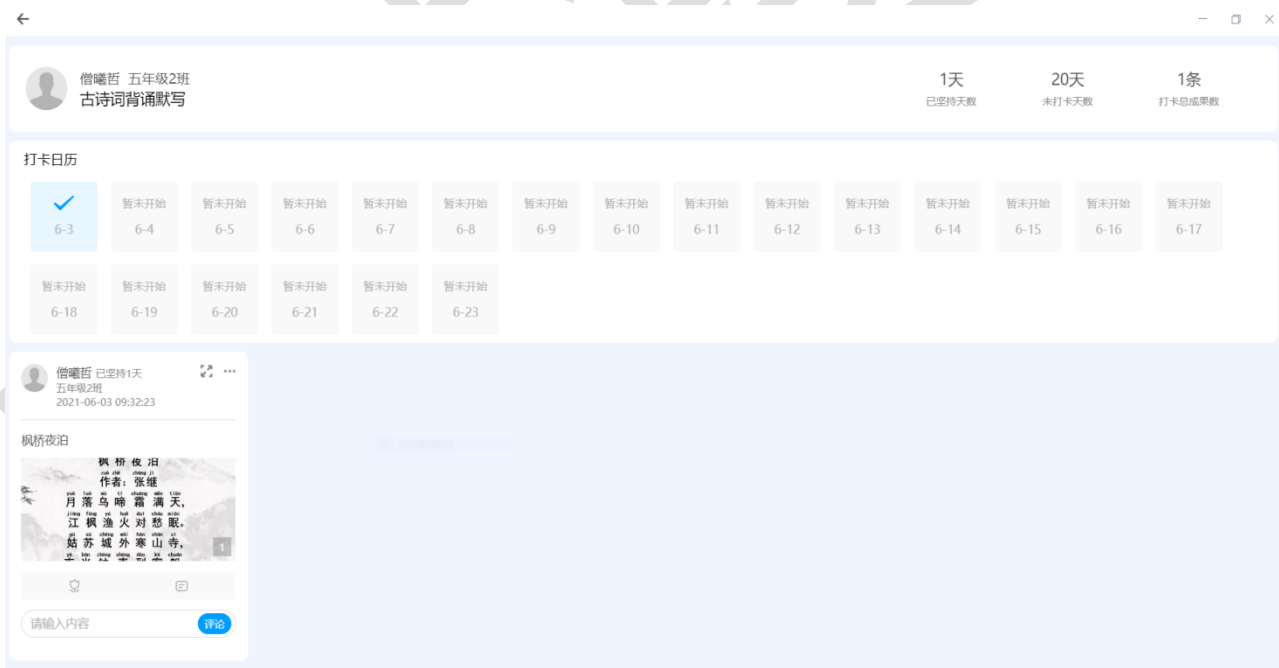 僧曦哲 五年级2班
古诗词背诵默写
1天
已坚持天数
20天
未打卡天数
1条
打卡总成果数
打卡日历
6-3
暂未开始
6-4
暂未开始
6-5
暂未开始
6-6
暂未开始
6-7
暂未开始
6-8
暂未开始
6-9
暂未开始
6-10
暂未开始
6-11
暂未开始
6-12
暂未开始
6-13
暂未开始
6-14
暂未开始
6-15
暂未开始
6-16
暂未开始
6-17
暂未开始
6-18
暂未开始
6-19
暂未开始
6-20
暂未开始
6-21
暂未开始
6-22
暂未开始
6-23
僧曦哲 已坚持1天
五年级2班
2021-06-03 09:32:23
枫桥夜泊
枫桥夜泊
作者：张继
月落乌啼霜满天，
江枫渔火对愁眠。
姑苏城外寒山寺，
1
请输入内容
评论